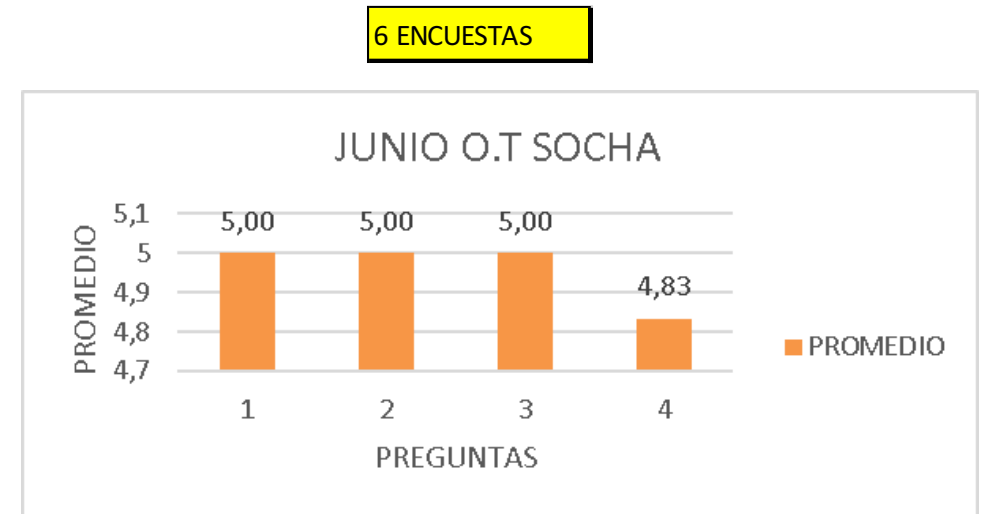 6 ENCUESTAS
JUNIO O.T SOCHA
PROMEDIO
5,1
5
4,9
4,8
4,7
5,00 5,00 5,00 4,83
1 2 3 4
PREGUNTAS
PROMEDIO